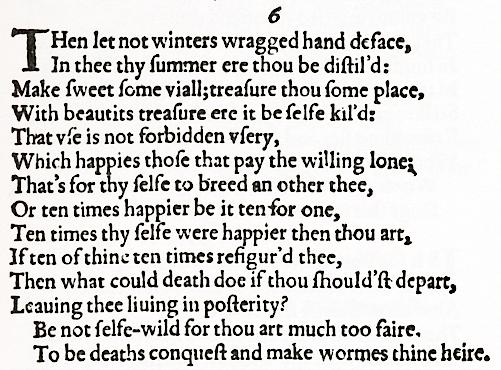 6
THen let not winters wragged hand deface,
In thee thy ſummer ere thou be diſtil'd:
Make ſweet ſome viall;treaſure thou ſome place,
With beautits treaſure ere it be ſelfe kil'd:
That vſe is not forbidden vſery,
Which happies thoſe that pay the willing lone;
That's for thy ſelfe to breed an other thee,
Or ten times happier be it ten for one,
Ten times thy ſelfe were happier then thou art,
If ten of thine ten times refigur'd thee,
Then what could death doe if thou ſhould'ſt depart,
Leauing thee liuing in poſterity?
Be not ſelfe-wild for thou art much too faire,
To be deaths conqueſt and make wormes thine heire.